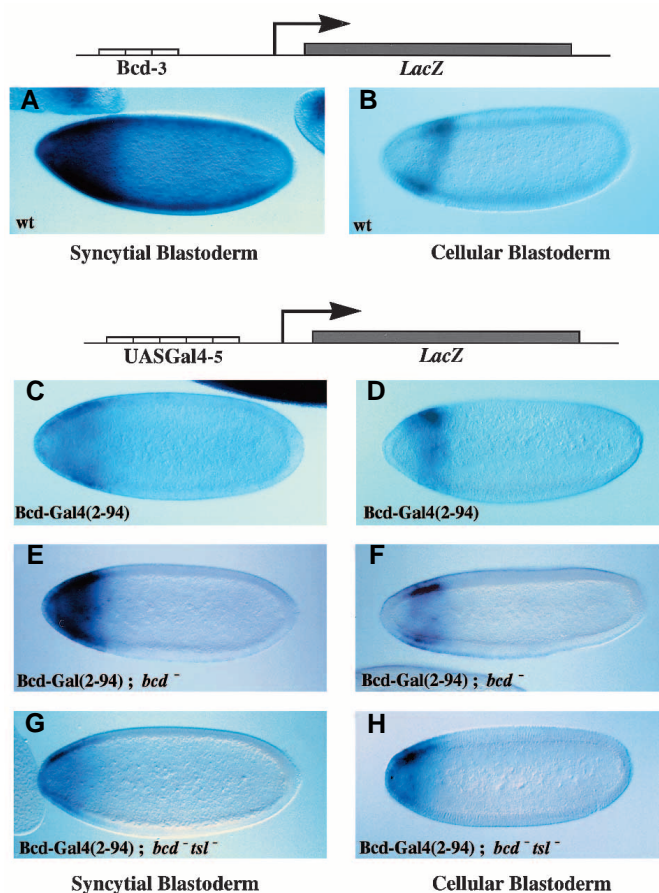 Bcd-3 LacZ
A B
wt wt
Syncytial Blastoderm Cellular Blastoderm
UASGal4-5 LacZ
C D
Bcd-Gal4(2-94) Bcd-Gal4(2-94)
E F
Bcd-Gal(2-94) ; bcd - Bcd-Gal(2-94) ; bcd -
G H
Bcd-Gal4(2-94) ; bcd - tsl - Bcd-Gal4(2-94) ; bcd - tsl -
Syncytial Blastoderm Cellular Blastoderm